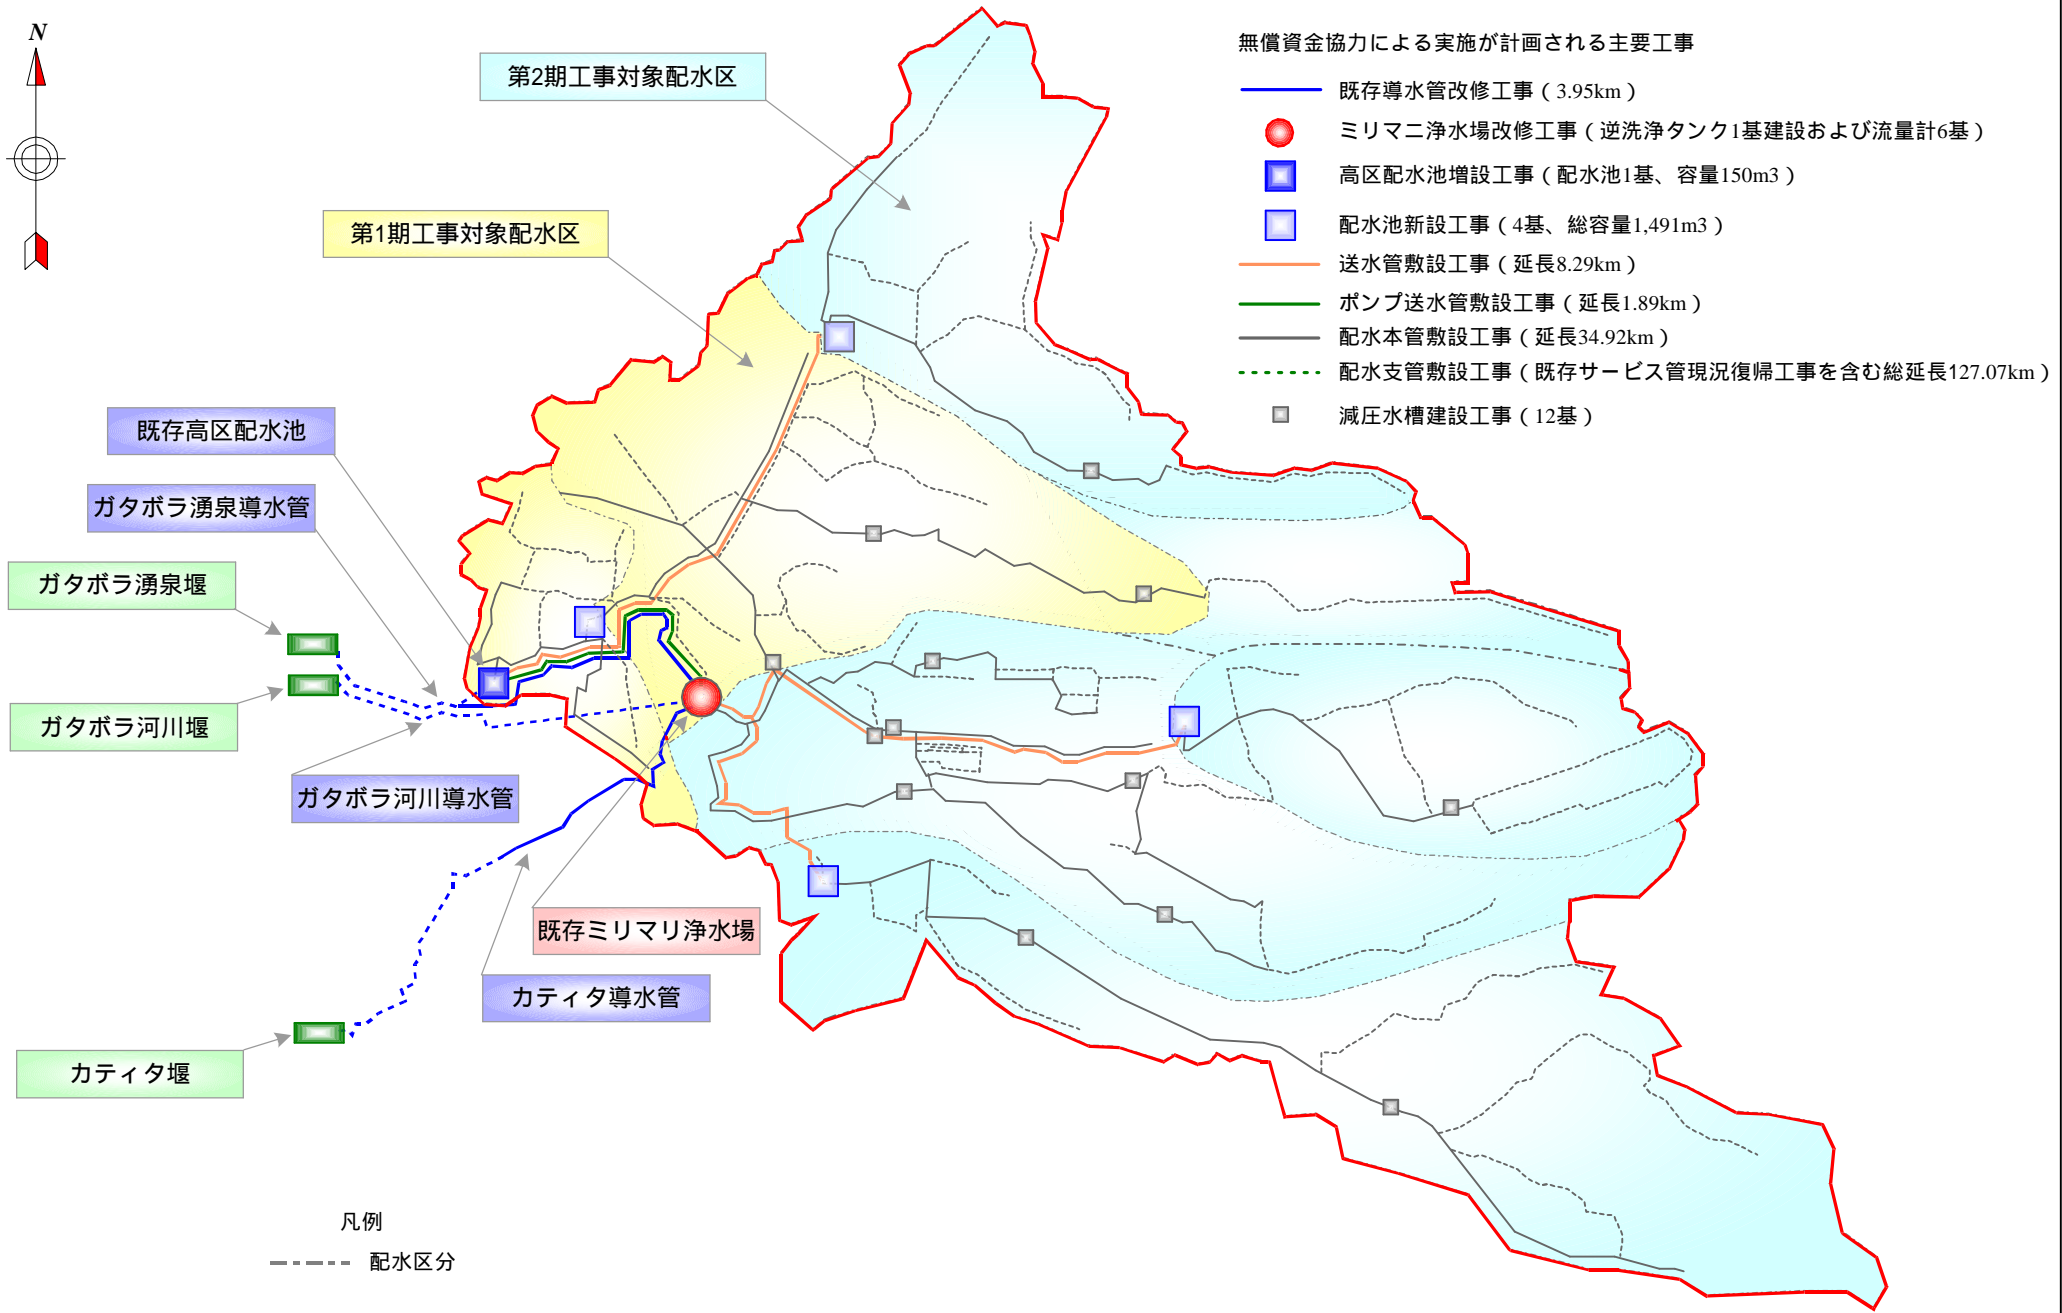 N
無償資金協力による実施が計画される主要工事
既存導水管改修工事（3.95km）
ミリマニ浄水場改修工事（逆洗浄タンク1基建設および流量計6基）
高区配水池増設工事（配水池1基、容量150m3）
配水池新設工事（4基、総容量1,491m3）
送水管敷設工事（延長8.29km）
ポンプ送水管敷設工事（延長1.89km）
配水本管敷設工事（延長34.92km）
配水支管敷設工事（既存サービス管現況復帰工事を含む総延長127.07km）
減圧水槽建設工事（12基）
第2期工事対象配水区
第1期工事対象配水区
既存高区配水池
ガタボラ湧泉導水管
ガタボラ湧泉堰
ガタボラ河川堰
ガタボラ河川導水管
既存ミリマリ浄水場
カティタ導水管
カティタ堰
凡例
配水区分